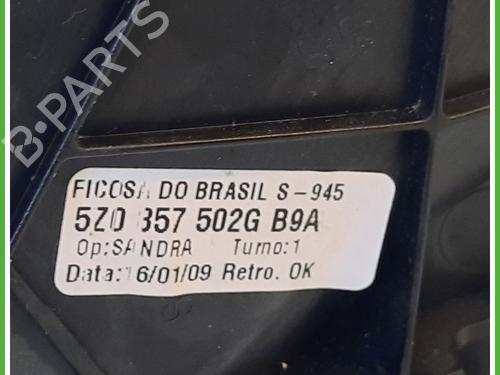 B-PARTS
FICOSA DO BRASIL S-945
5Z0 857 502G B9A
Op:SANDRA Turno:1
Data:16/01/09 Retro. OK